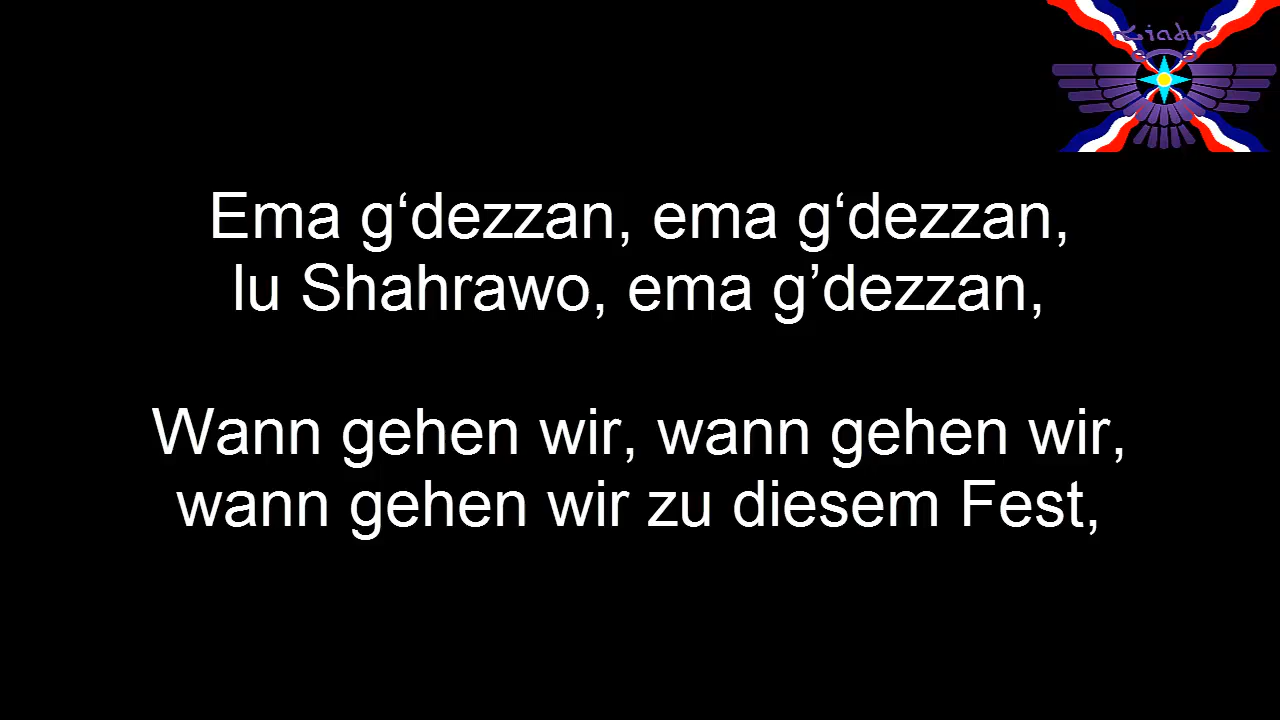 Ema g‘dezzan, ema g‘dezzan,
lu Shahrawo, ema g’dezzan,
Wann gehen wir, wann gehen wir,
wann gehen wir zu diesem Fest,